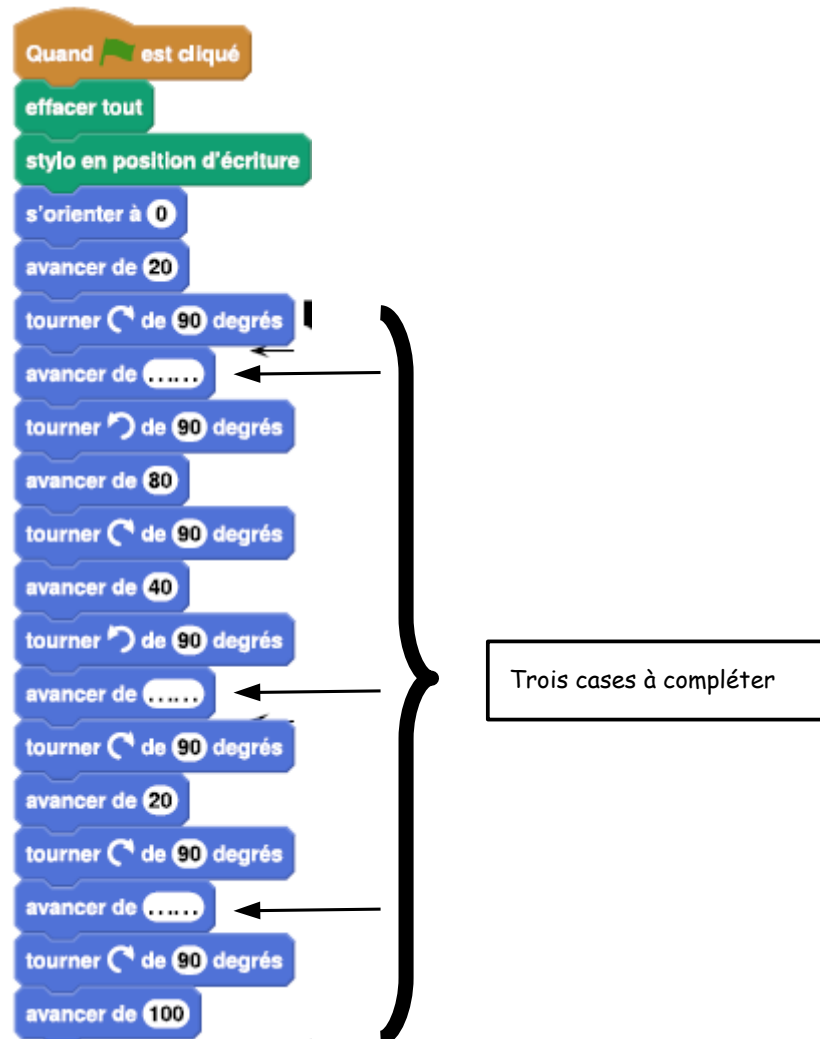 Quand est cliqué
effacer tout
stylo en position d'écriture
s'orienter à 0
avancer de 20
tourner de 90 degrés
avancer de ......
tourner de 90 degrés
avancer de 80
tourner de 90 degrés
avancer de 40
tourner de 90 degrés
avancer de ......
Trois cases à compléter
tourner de 90 degrés
avancer de 20
tourner de 90 degrés
avancer de ......
tourner de 90 degrés
avancer de 100